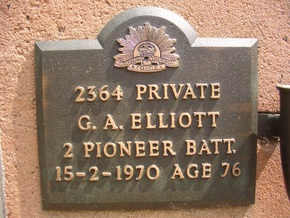 2364 PRIVATE
G. A. ELLIOTT
2 PIONEER BATT.
15-2-1970 AGE 76